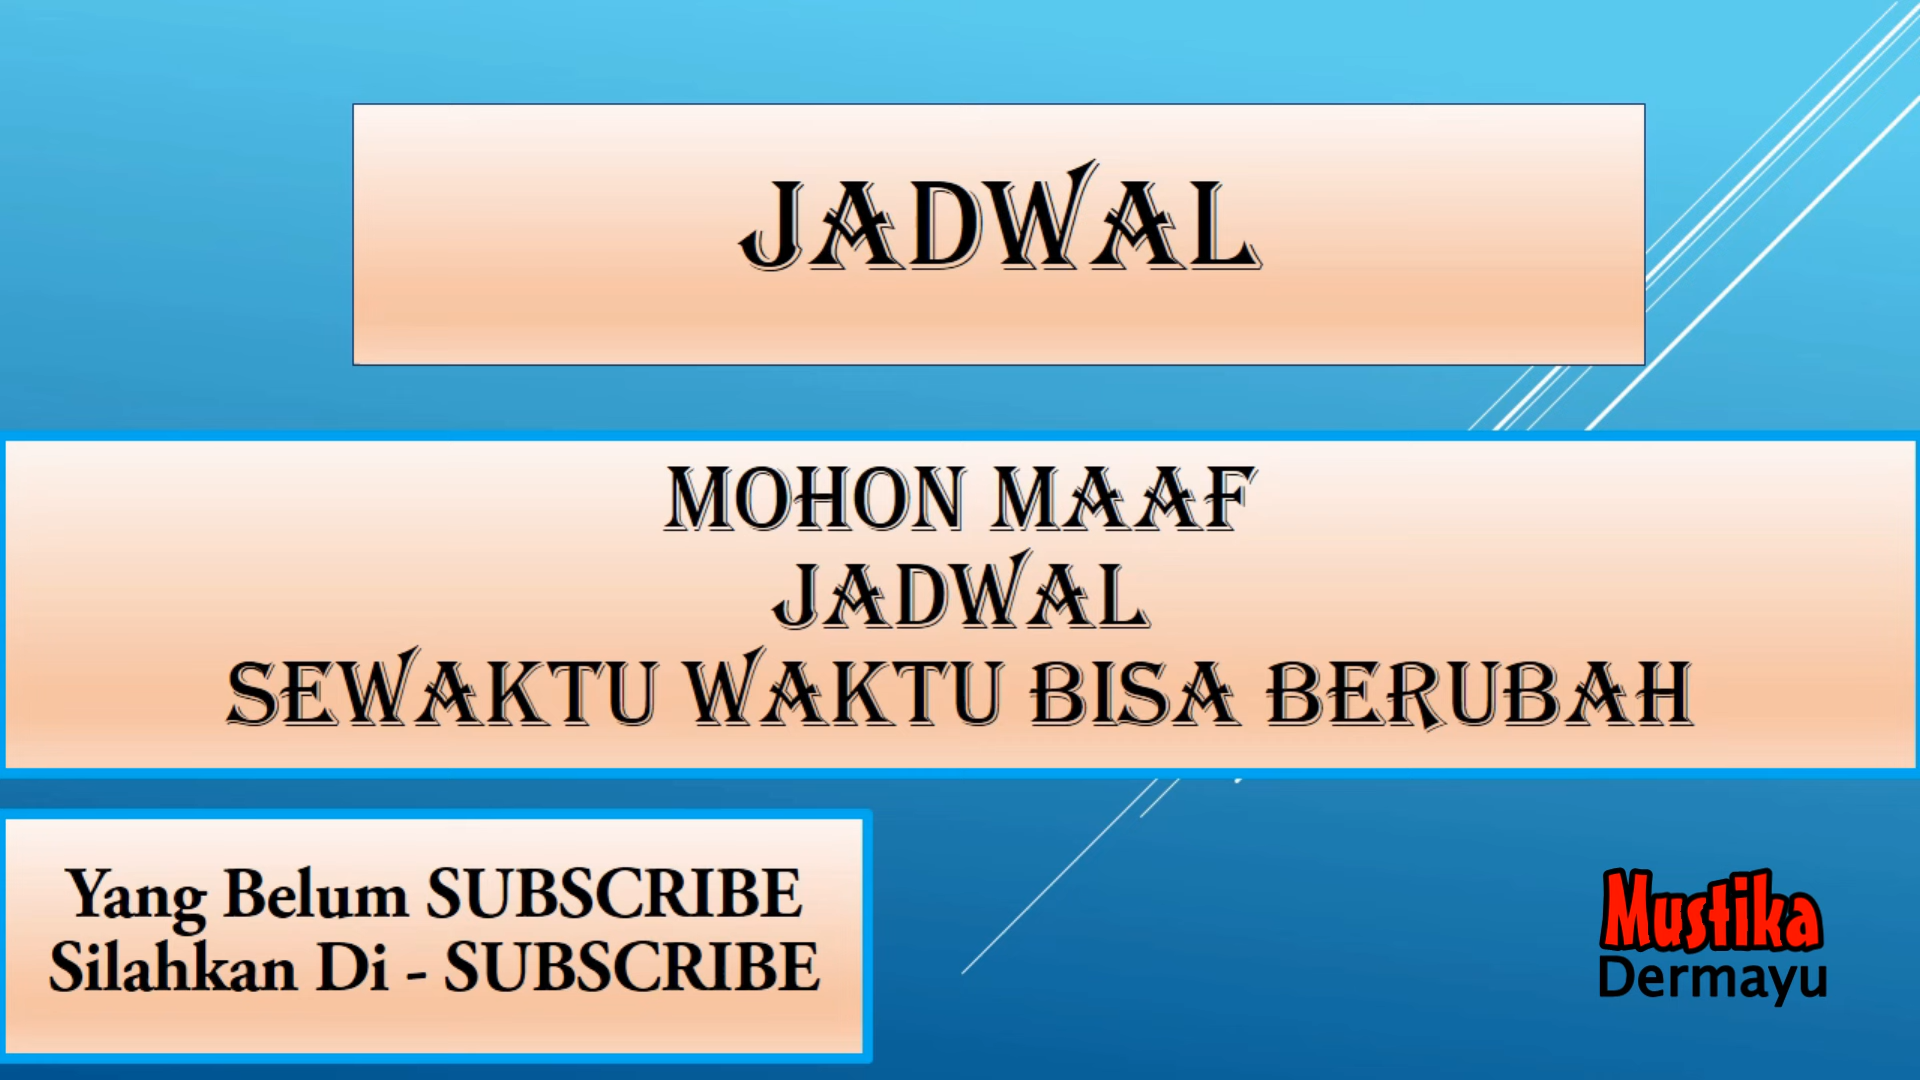 JADWAL
MOHON MAAF
JADWAL
SEWAKTU WAKTU BISA BERUBAH
Yang Belum SUBSCRIBE
Silahkan Di - SUBSCRIBE
Mustika
Dermayu